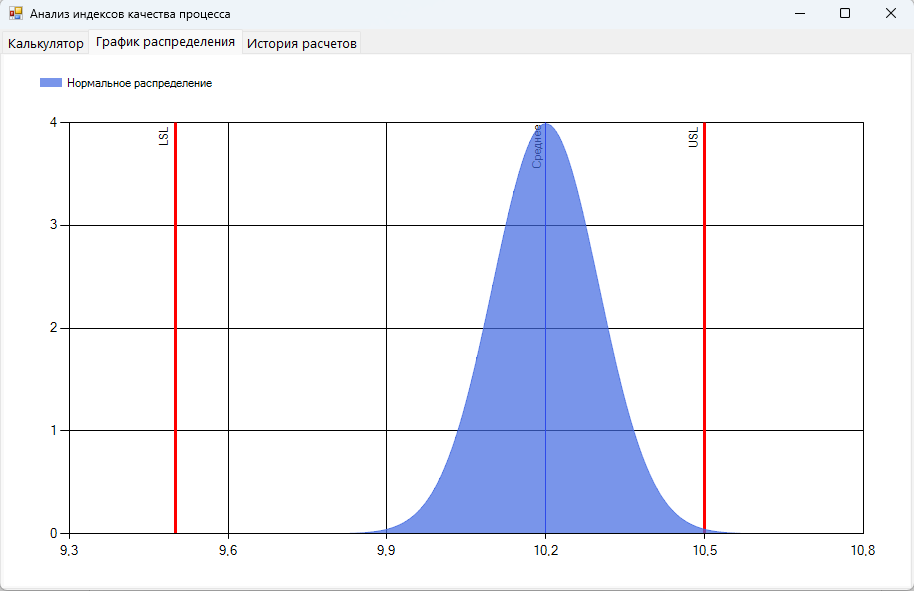 Анализ индексов качества процесса
Калькулятор График распределения История расчетов
Нормальное распределение
LSL
Среднее
USL
4
3
2
1
0
9,3 9,6 9,9 10,2 10,5 10,8